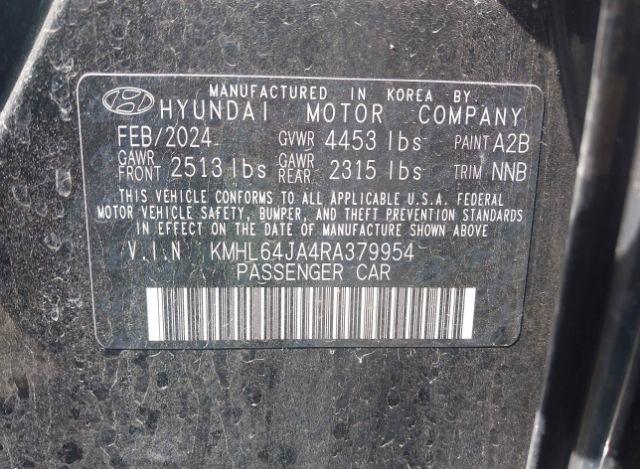 MANUFACTURED IN KOREA BY
HYUNDAI MOTOR COMPANY
FEB/2024 GVWR 4453 lbs PAINT A2B
GAWR FRONT 2513 lbs GAWR REAR 2315 lbs TRIM NNB
THIS VEHICLE CONFORMS TO ALL APPLICABLE U.S.A. FEDERAL
MOTOR VEHICLE SAFETY, BUMPER, AND THEFT PREVENTION STANDARDS
IN EFFECT ON THE DATE OF MANUFACTURE SHOWN ABOVE
V.I.N KMHL64JA4RA379954
PASSENGER CAR